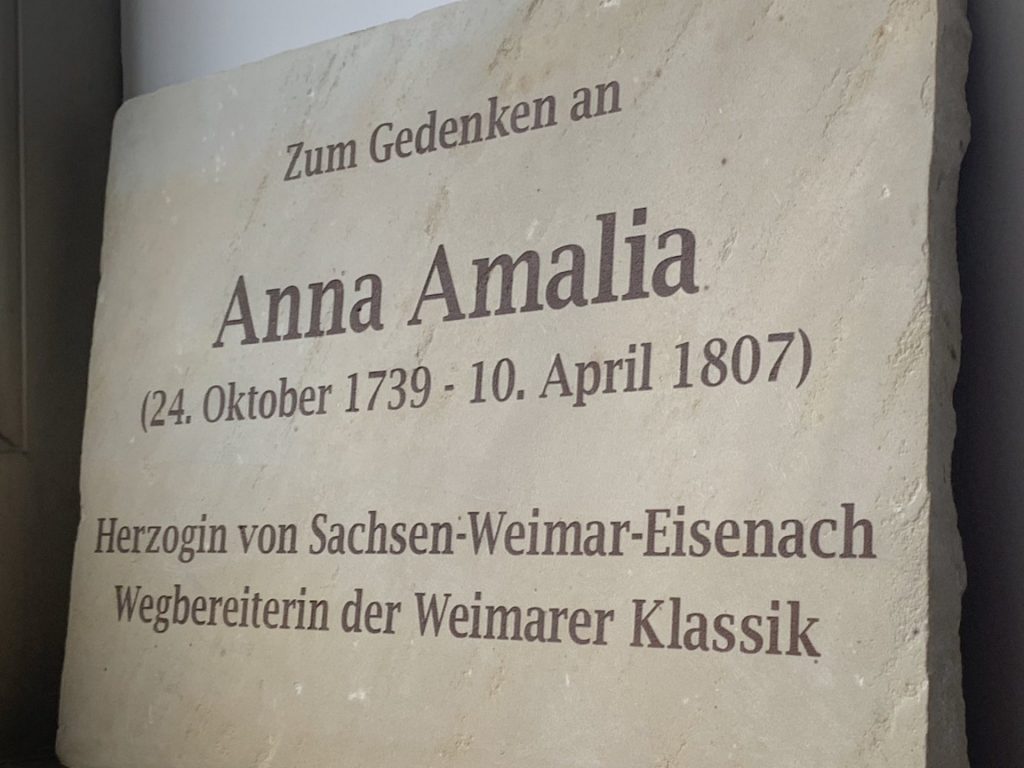 Zum Gedenken an
Anna Amalia
(24. Oktober 1739 - 10. April 1807)
Herzogin von Sachsen-Weimar-Eisenach
Wegbereiterin der Weimarer Klassik